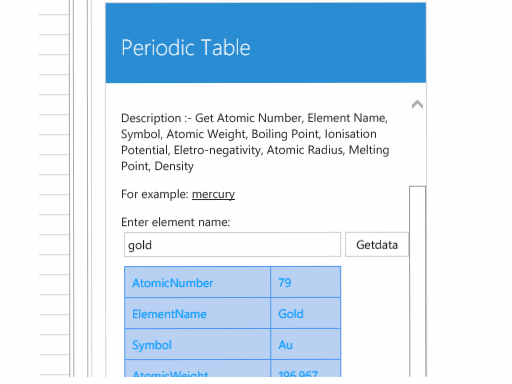 Periodic Table
Description :- Get Atomic Number, Element Name,
Symbol, Atomic Weight, Boiling Point, Ionisation
Potential, Eletro-negativity, Atomic Radius, Melting
Point, Density
For example: mercury
Enter element name:
gold Getdata
AtomicNumber 79
ElementName Gold
Symbol Au
AtomicWeight 196.967